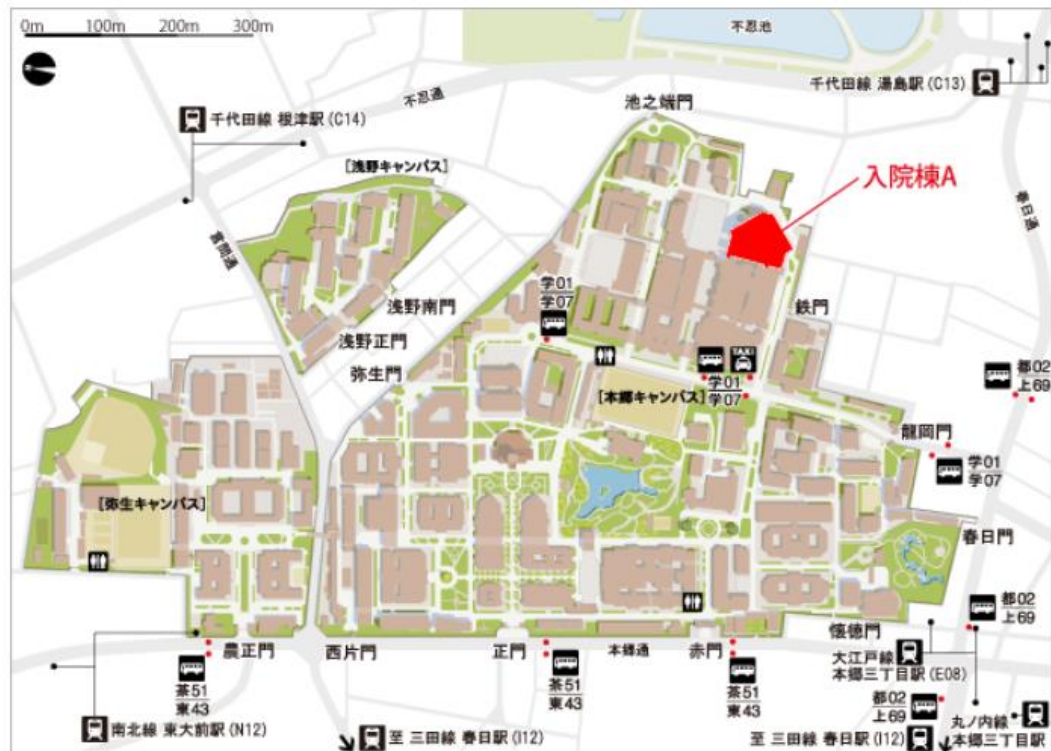 0m 100m 200m 300m
不忍池
千代田線 湯島駅(C13)
不忍通
池之端門
千代田線 根津駅(C14)
[浅野キャンパス]
入院棟A
春日通
言問通
浅野南門
学01
学07
鉄門
浅野正門
弥生門
TAXI
学01
学07
[本郷キャンパス]
都02
上69
龍岡門
学01
学07
[弥生キャンパス]
春日門
都02
上69
懐徳門
農正門
西片門
正門
本郷通
赤門
大江戸線
本郷三丁目駅(E08)
茶51
東43
茶51
東43
茶51
東43
都02
上69
南北線 東大前駅(N12)
至 三田線 春日駅(I12)
至 三田線 春日駅(I12)
丸ノ内線
本郷三丁目駅